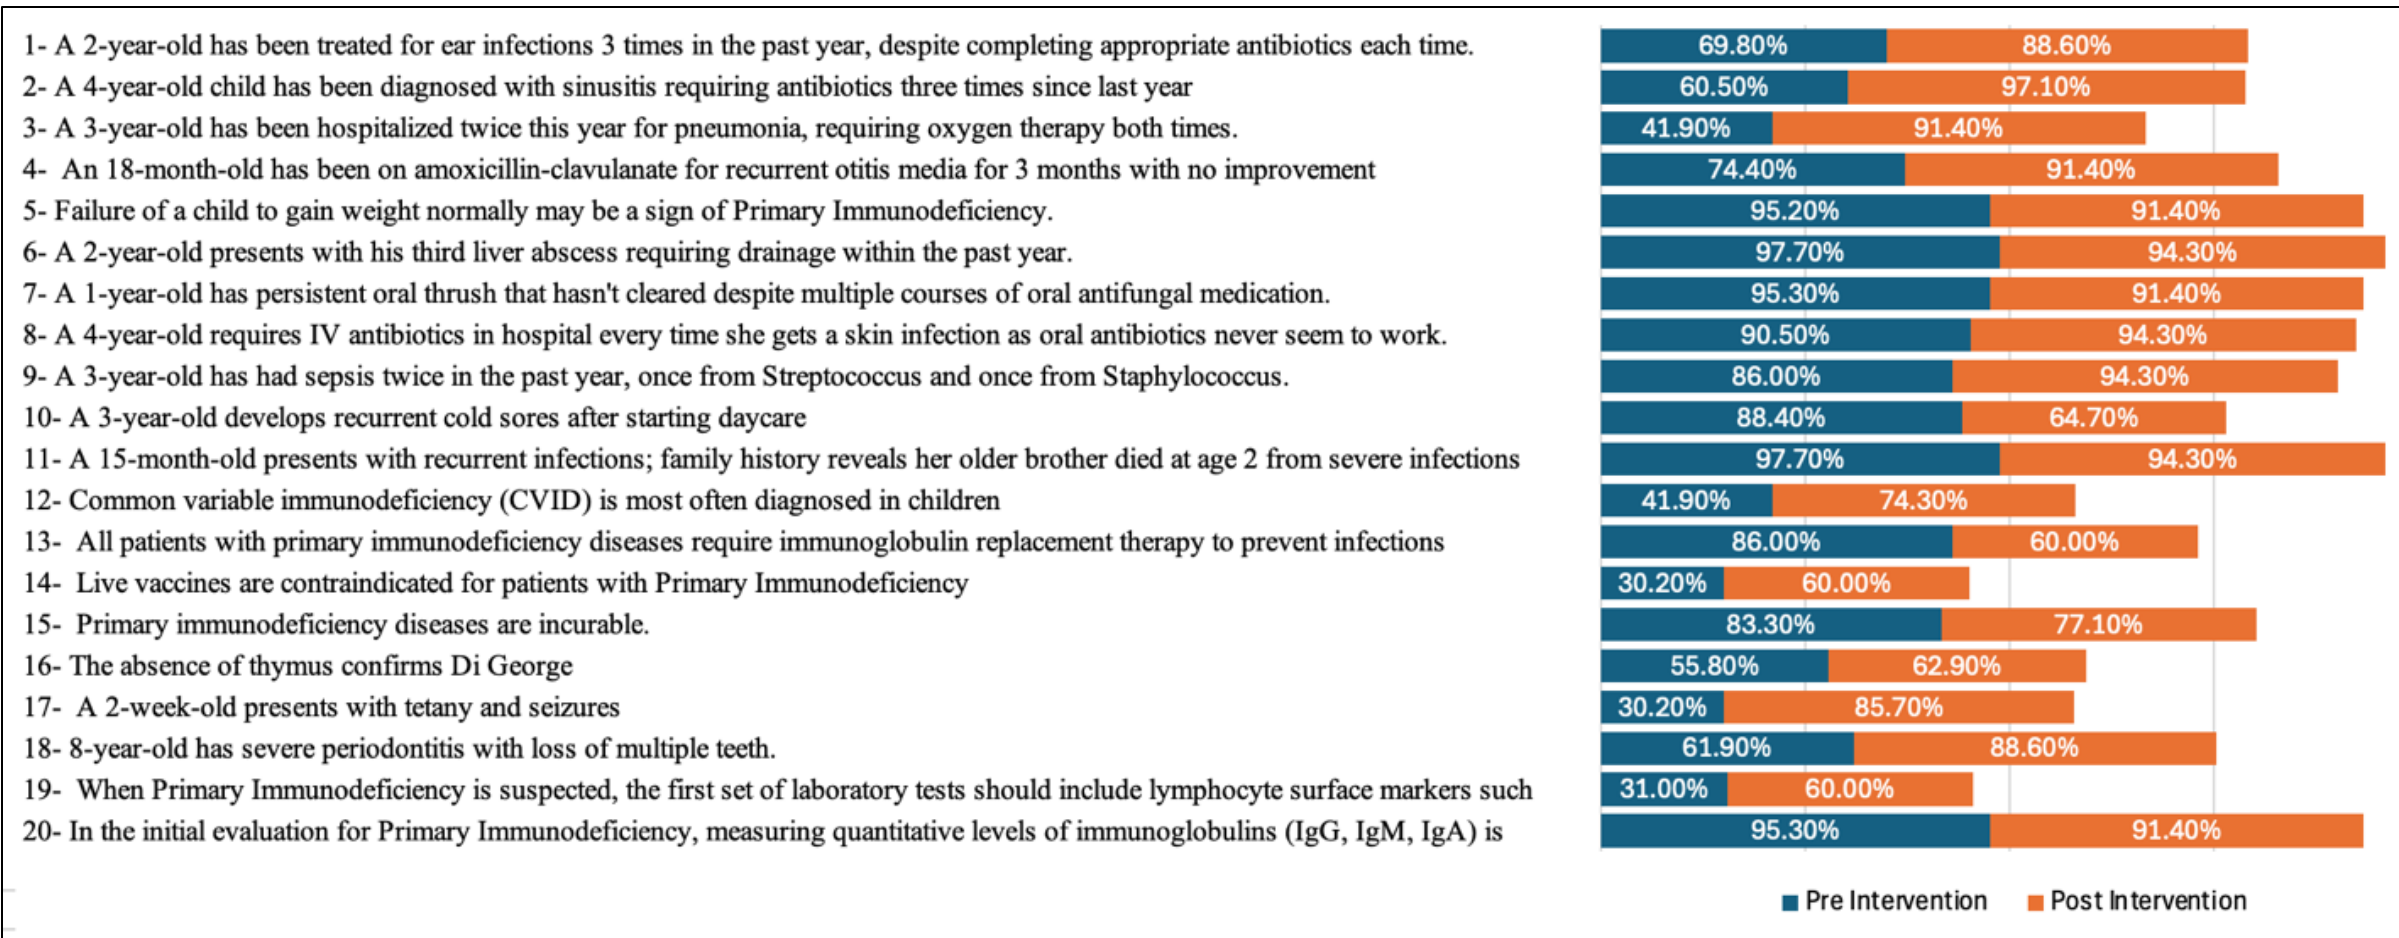 1- A 2-year-old has been treated for ear infections 3 times in the past year, despite completing appropriate antibiotics each time. 69.80% 88.60%
2- A 4-year-old child has been diagnosed with sinusitis requiring antibiotics three times since last year 60.50% 97.10%
3- A 3-year-old has been hospitalized twice this year for pneumonia, requiring oxygen therapy both times. 41.90% 91.40%
4- An 18-month-old has been on amoxicillin-clavulanate for recurrent otitis media for 3 months with no improvement 74.40% 91.40%
5- Failure of a child to gain weight normally may be a sign of Primary Immunodeficiency. 95.20% 91.40%
6- A 2-year-old presents with his third liver abscess requiring drainage within the past year. 97.70% 94.30%
7- A 1-year-old has persistent oral thrush that hasn't cleared despite multiple courses of oral antifungal medication. 95.30% 91.40%
8- A 4-year-old requires IV antibiotics in hospital every time she gets a skin infection as oral antibiotics never seem to work. 90.50% 94.30%
9- A 3-year-old has had sepsis twice in the past year, once from Streptococcus and once from Staphylococcus. 86.00% 94.30%
10- A 3-year-old develops recurrent cold sores after starting daycare 88.40% 64.70%
11- A 15-month-old presents with recurrent infections; family history reveals her older brother died at age 2 from severe infections 97.70% 94.30%
12- Common variable immunodeficiency (CVID) is most often diagnosed in children 41.90% 74.30%
13- All patients with primary immunodeficiency diseases require immunoglobulin replacement therapy to prevent infections 86.00% 60.00%
14- Live vaccines are contraindicated for patients with Primary Immunodeficiency 30.20% 60.00%
15- Primary immunodeficiency diseases are incurable. 83.30% 77.10%
16- The absence of thymus confirms Di George 55.80% 62.90%
17- A 2-week-old presents with tetany and seizures 30.20% 85.70%
18- 8-year-old has severe periodontitis with loss of multiple teeth. 61.90% 88.60%
19- When Primary Immunodeficiency is suspected, the first set of laboratory tests should include lymphocyte surface markers such 31.00% 60.00%
20- In the initial evaluation for Primary Immunodeficiency, measuring quantitative levels of immunoglobulins (IgG, IgM, IgA) is 95.30% 91.40%
Pre Intervention Post Intervention